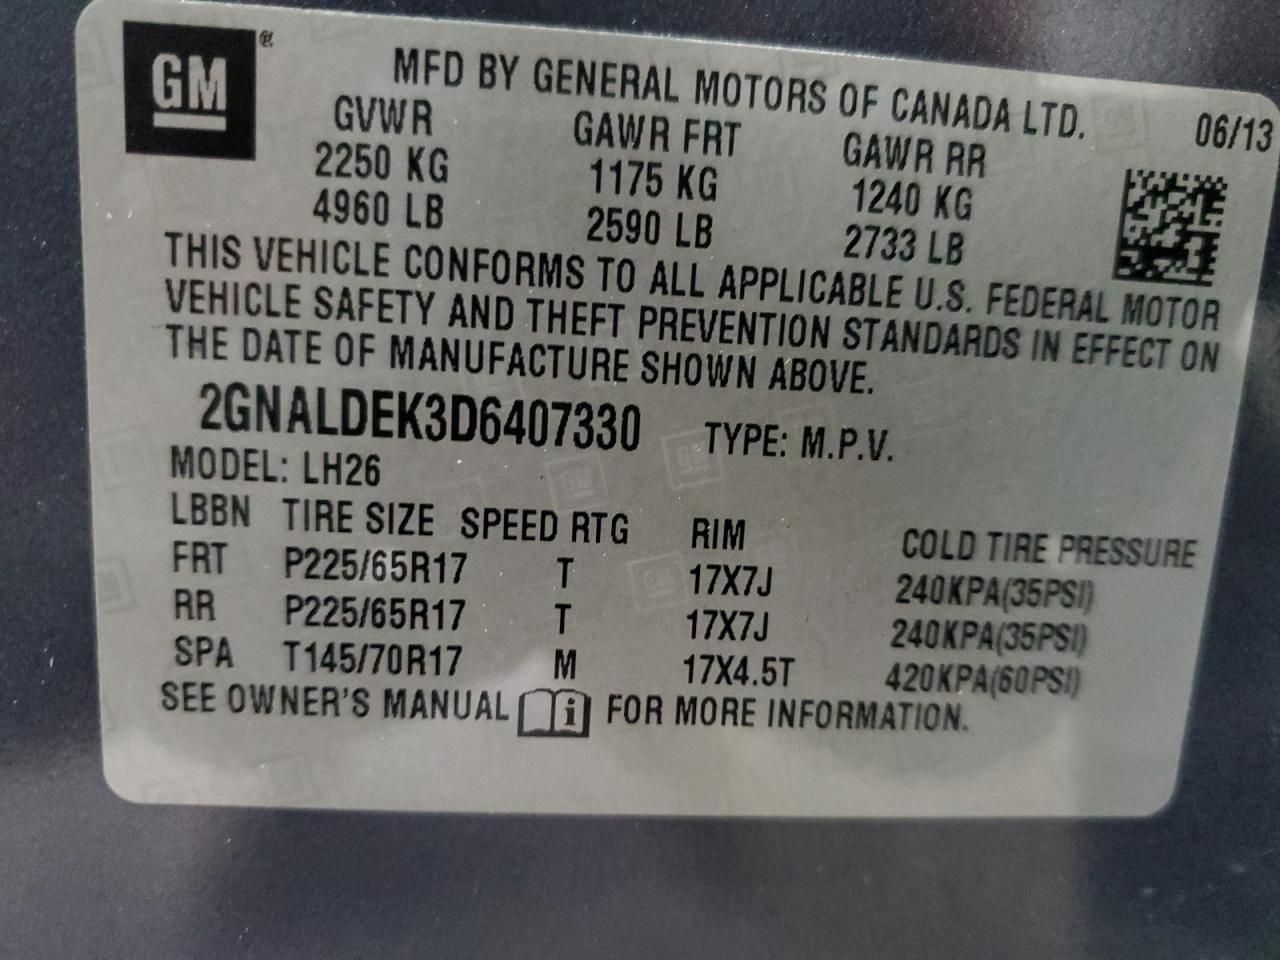 GM ®
MFD BY GENERAL MOTORS OF CANADA LTD. 06/13
GVWR GAWR FRT GAWR RR
2250 KG 1175 KG 1240 KG
4960 LB 2590 LB 2733 LB
THIS VEHICLE CONFORMS TO ALL APPLICABLE U.S. FEDERAL MOTOR
VEHICLE SAFETY AND THEFT PREVENTION STANDARDS IN EFFECT ON
THE DATE OF MANUFACTURE SHOWN ABOVE.
2GNALDEK3D6407330 TYPE: M.P.V.
MODEL: LH26
LBBN TIRE SIZE SPEED RTG RIM COLD TIRE PRESSURE
FRT P225/65R17 T 17X7J 240KPA(35PSI)
RR P225/65R17 T 17X7J 240KPA(35PSI)
SPA T145/70R17 M 17X4.5T 420KPA(60PSI)
SEE OWNER'S MANUAL i FOR MORE INFORMATION.